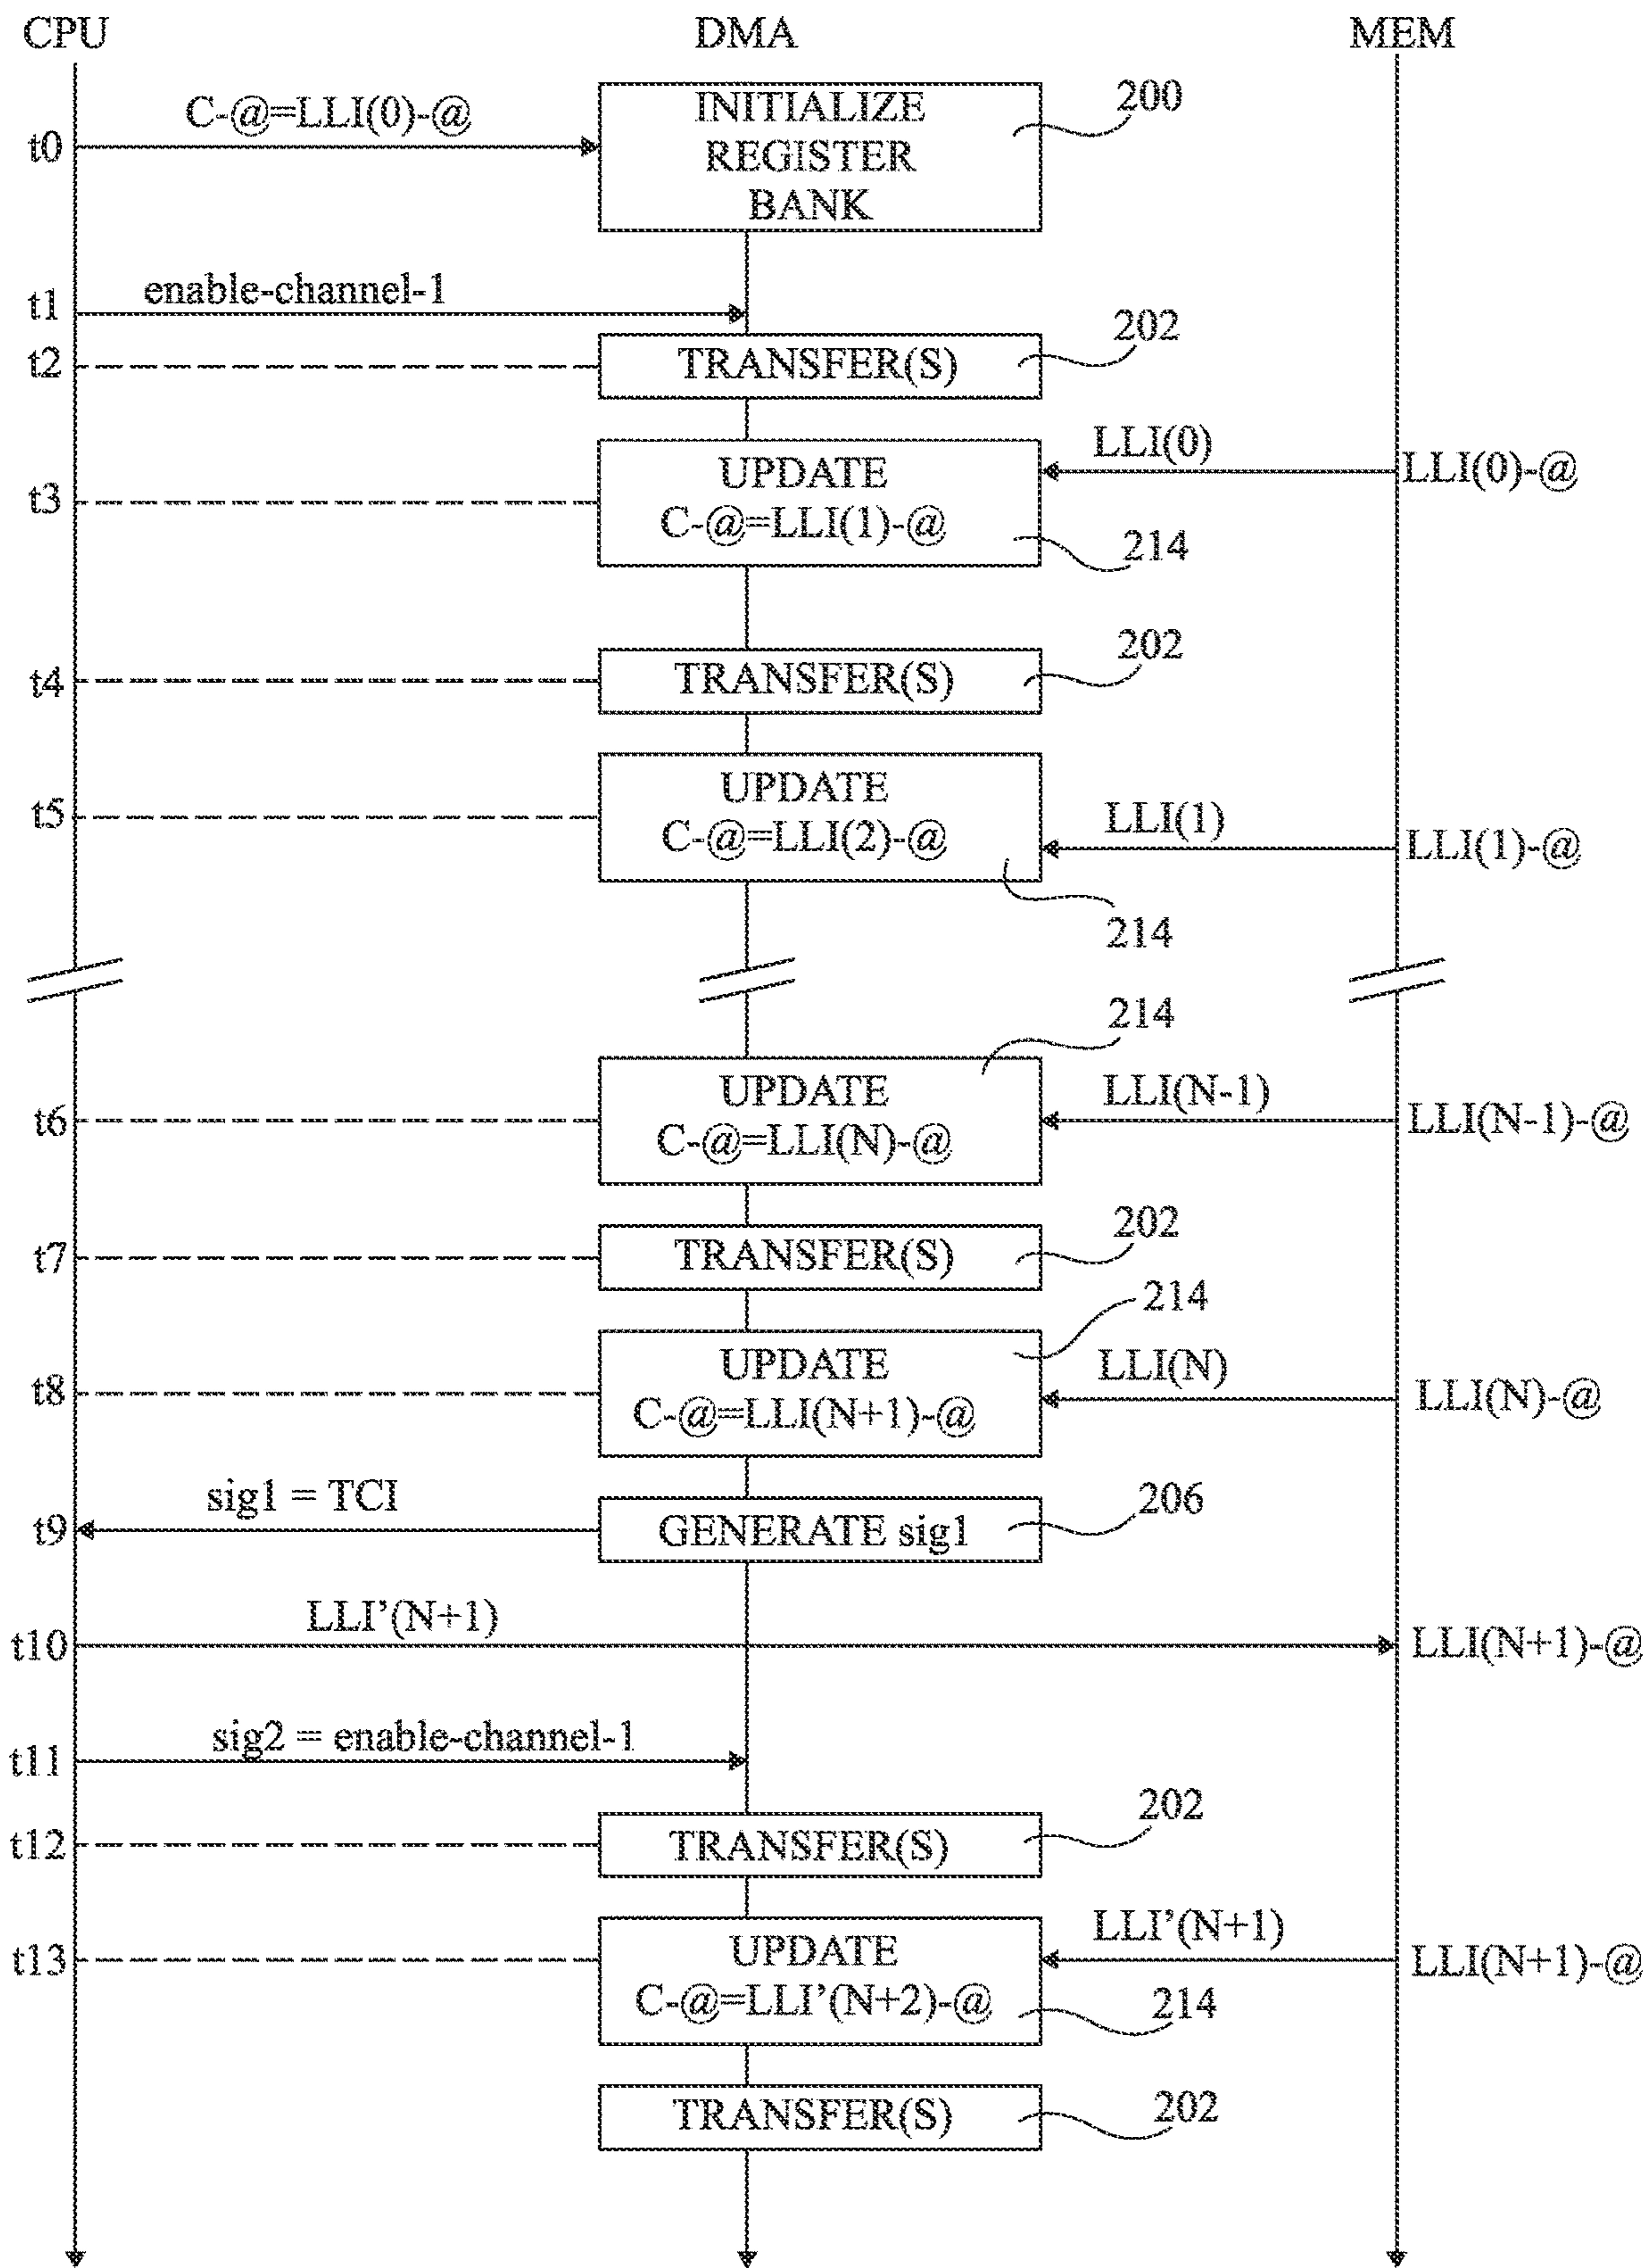 CPU DMA MEM
C-@=LLI(0)-@
t0
INITIALIZE
REGISTER
BANK
200
t1
enable-channel-1
t2
TRANSFER(S)
202
t3
UPDATE
C-@=LLI(1)-@
LLI(0)
LLI(0)-@
214
t4
TRANSFER(S)
202
t5
UPDATE
C-@=LLI(2)-@
LLI(1)
LLI(1)-@
214
214
t6
UPDATE
C-@=LLI(N)-@
LLI(N-1)
LLI(N-1)-@
t7
TRANSFER(S)
202
214
t8
UPDATE
C-@=LLI(N+1)-@
LLI(N)
LLI(N)-@
sig1 = TCI
t9
GENERATE sig1
206
LLI’(N+1)
t10
LLI(N+1)-@
sig2 = enable-channel-1
t11
t12
TRANSFER(S)
202
t13
UPDATE
C-@=LLI’(N+2)-@
LLI’(N+1)
LLI(N+1)-@
214
TRANSFER(S)
202